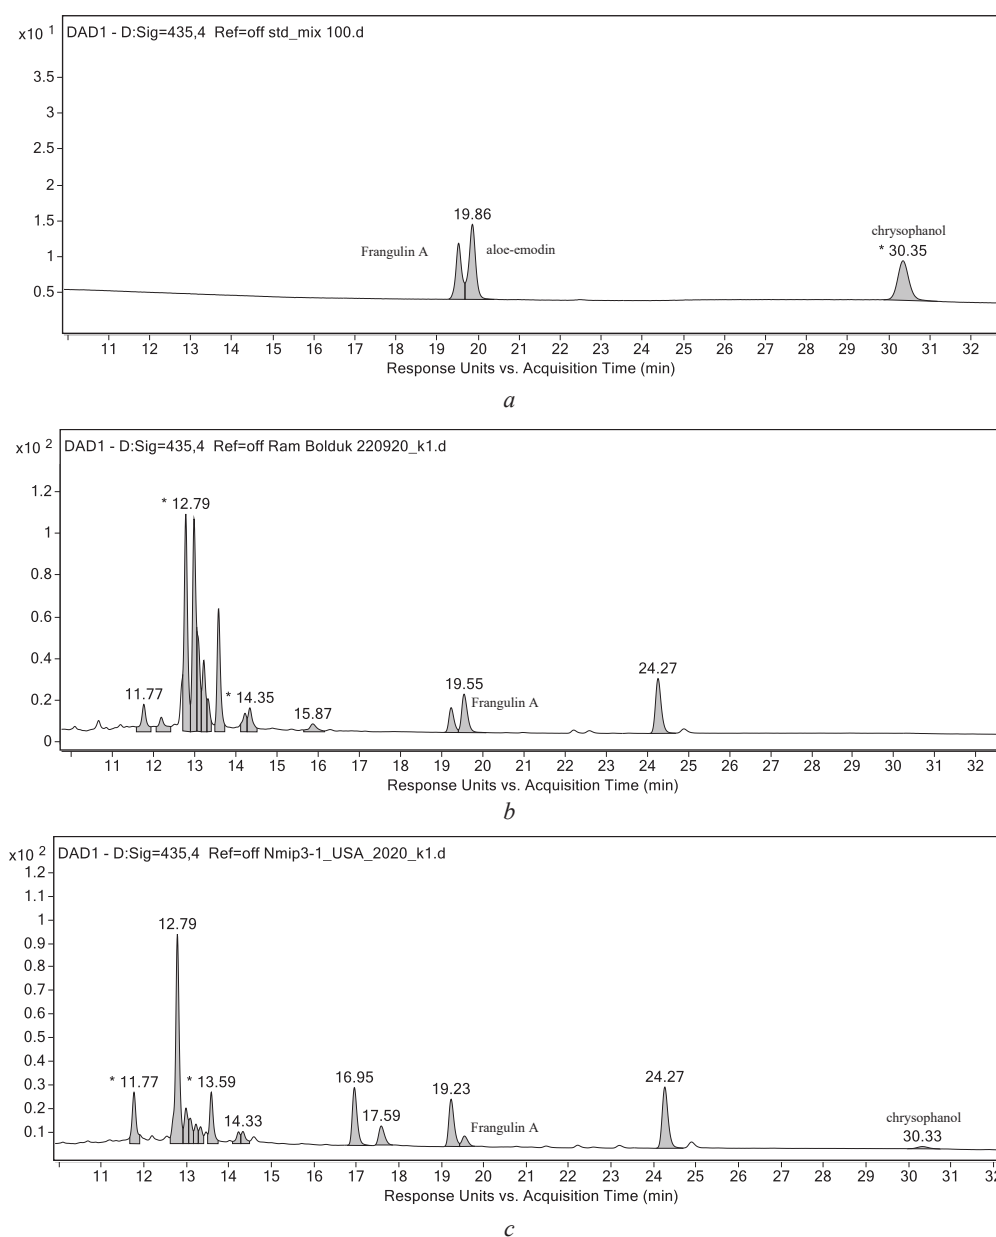 x10 1
DAD1 - D:Sig=435,4 Ref=off std_mix 100.d
3.5
3
2.5
2
1.5
1
0.5
19.86
Frangulin A
aloe-emodin
chrysophanol
* 30.35
11 12 13 14 15 16 17 18 19 20 21 22 23 24 25 26 27 28 29 30 31 32
Response Units vs. Acquisition Time (min)
a
x10 2
DAD1 - D:Sig=435,4 Ref=off Ram Bolduk 220920_k1.d
1.2
1
0.8
0.6
0.4
0.2
0
* 12.79
11.77
* 14.35
15.87
19.55
Frangulin A
24.27
11 12 13 14 15 16 17 18 19 20 21 22 23 24 25 26 27 28 29 30 31 32
Response Units vs. Acquisition Time (min)
b
x10 2
DAD1 - D:Sig=435,4 Ref=off Nmip3-1_USA_2020_k1.d
1.2
1.1
1
0.9
0.8
0.7
0.6
0.5
0.4
0.3
0.2
0.1
12.79
* 11.77
* 13.59
14.33
16.95
17.59
19.23
Frangulin A
24.27
chrysophanol
30.33
11 12 13 14 15 16 17 18 19 20 21 22 23 24 25 26 27 28 29 30 31 32
Response Units vs. Acquisition Time (min)
c